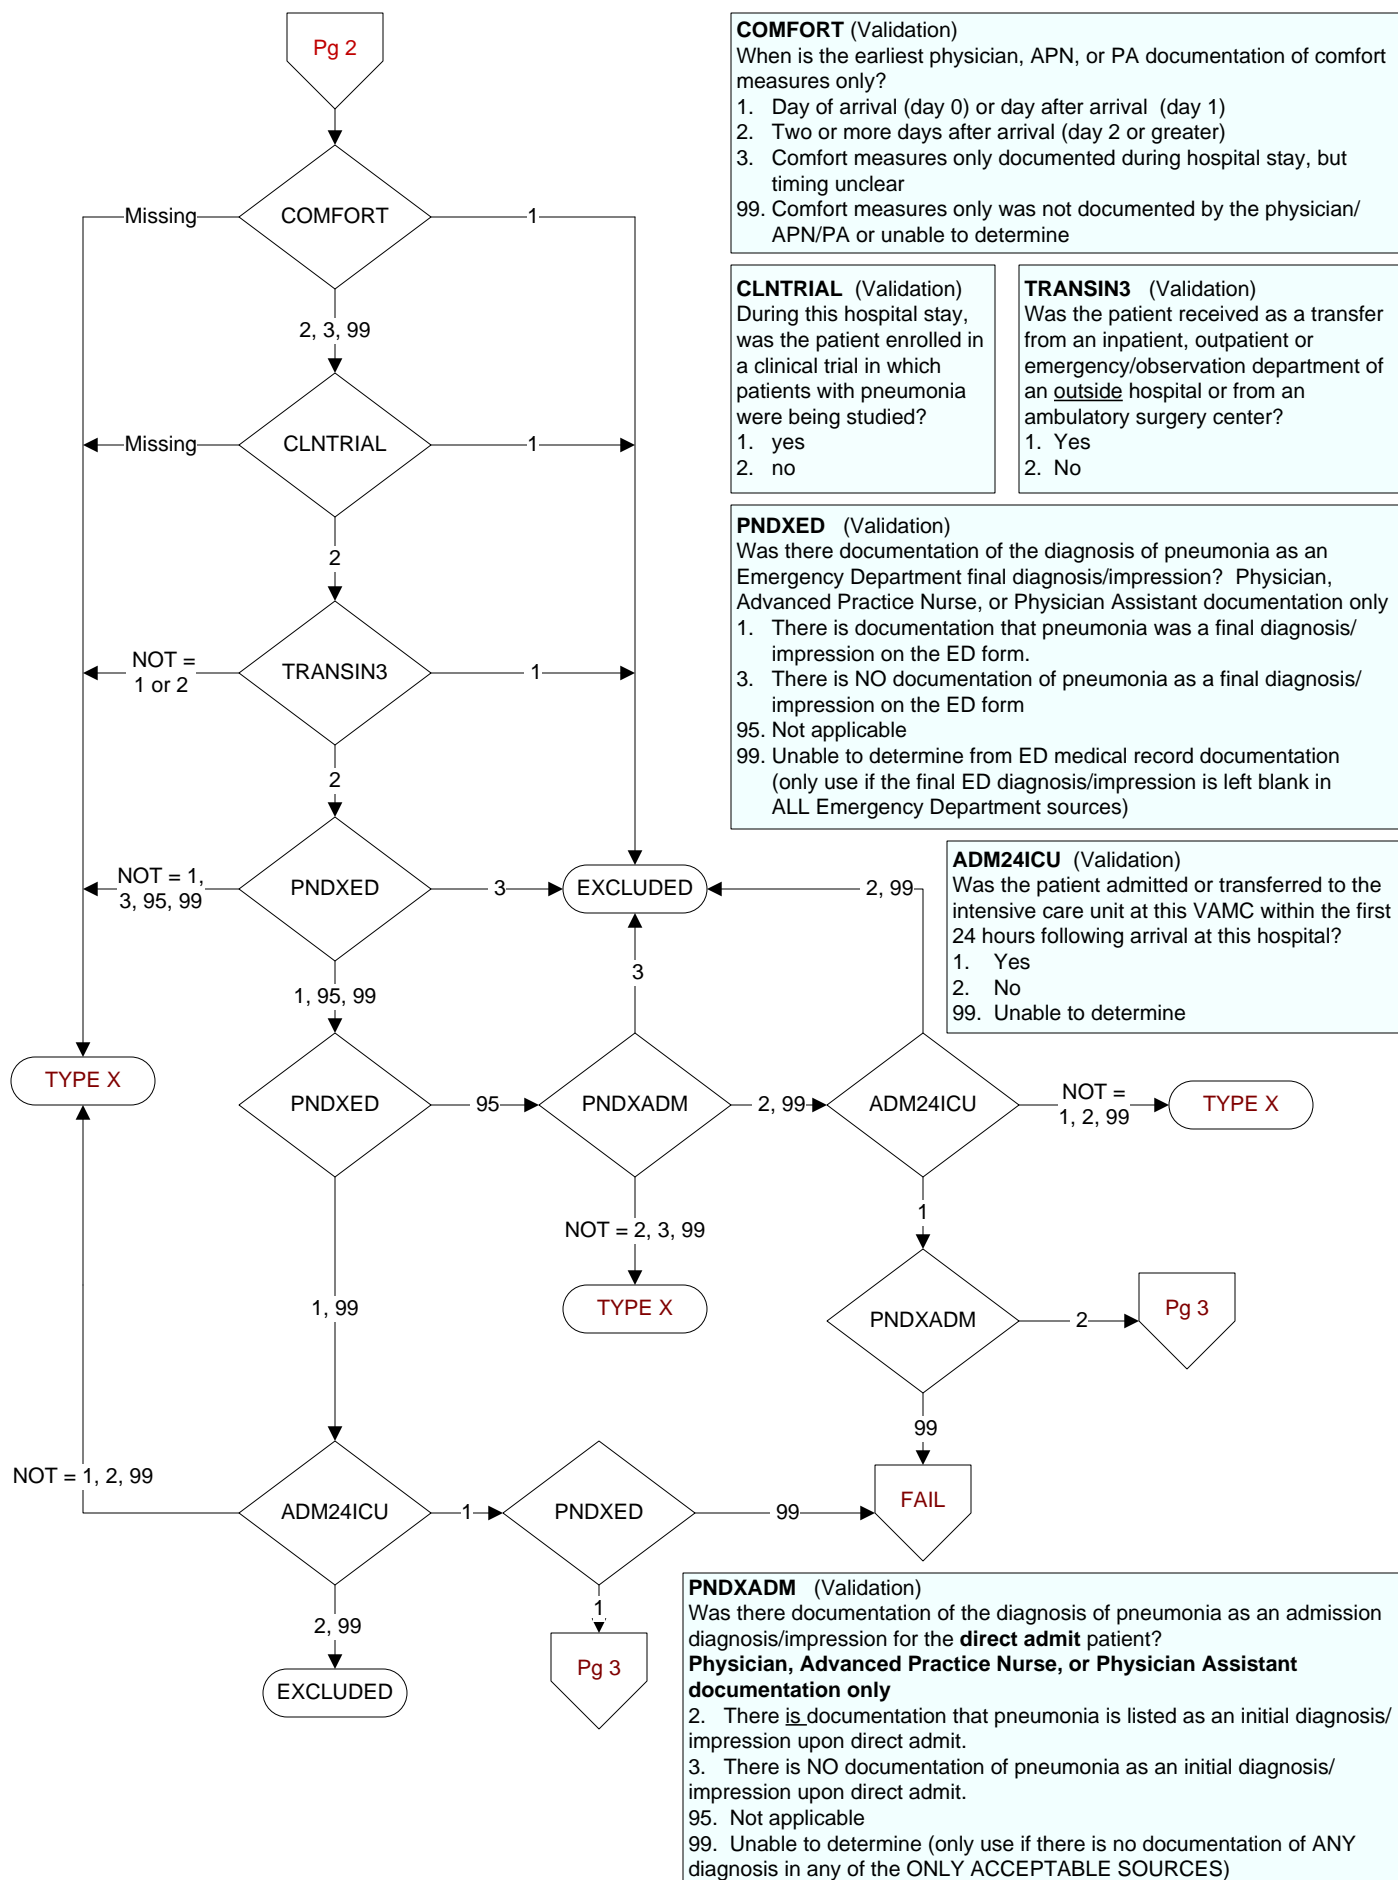 Pg 2
COMFORT (Validation)
When is the earliest physician, APN, or PA documentation of comfort
measures only?
1. Day of arrival (day 0) or day after arrival (day 1)
2. Two or more days after arrival (day 2 or greater)
3. Comfort measures only documented during hospital stay, but
timing unclear
99. Comfort measures only was not documented by the physician/
APN/PA or unable to determine
Missing
COMFORT
1
2, 3, 99
CLNTRIAL (Validation)
During this hospital stay,
was the patient enrolled in
a clinical trial in which
patients with pneumonia
were being studied?
1. yes
2. no
TRANSIN3 (Validation)
Was the patient received as a transfer
from an inpatient, outpatient or
emergency/observation department of
an outside hospital or from an
ambulatory surgery center?
1. Yes
2. No
Missing
CLNTRIAL
1
2
PNDXED (Validation)
Was there documentation of the diagnosis of pneumonia as an
Emergency Department final diagnosis/impression? Physician,
Advanced Practice Nurse, or Physician Assistant documentation only
1. There is documentation that pneumonia was a final diagnosis/
impression on the ED form.
3. There is NO documentation of pneumonia as a final diagnosis/
impression on the ED form
95. Not applicable
99. Unable to determine from ED medical record documentation
(only use if the final ED diagnosis/impression is left blank in
ALL Emergency Department sources)
NOT =
1 or 2
TRANSIN3
1
2
NOT = 1,
3, 95, 99
PNDXED
3
EXCLUDED
2, 99
ADM24ICU (Validation)
Was the patient admitted or transferred to the
intensive care unit at this VAMC within the first
24 hours following arrival at this hospital?
1. Yes
2. No
99. Unable to determine
1, 95, 99
3
TYPE X
PNDXED
95
PNDXADM
2, 99
ADM24ICU
NOT =
1, 2, 99
TYPE X
NOT = 2, 3, 99
1
TYPE X
1, 99
PNDXADM
2
Pg 3
99
NOT = 1, 2, 99
ADM24ICU
1
PNDXED
99
FAIL
2, 99
1
EXCLUDED
Pg 3
PNDXADM (Validation)
Was there documentation of the diagnosis of pneumonia as an admission
diagnosis/impression for the direct admit patient?
Physician, Advanced Practice Nurse, or Physician Assistant
documentation only
2. There is documentation that pneumonia is listed as an initial diagnosis/
impression upon direct admit.
3. There is NO documentation of pneumonia as an initial diagnosis/
impression upon direct admit.
95. Not applicable
99. Unable to determine (only use if there is no documentation of ANY
diagnosis in any of the ONLY ACCEPTABLE SOURCES)